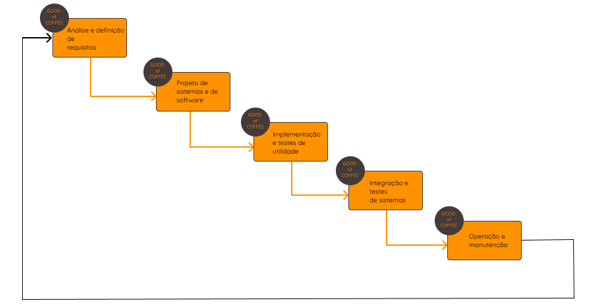 GOOD
of
COFFEE
Análise e definição
de
requisitos
GOOD
of
COFFEE
Projeto de
sistemas e de
software
GOOD
of
COFFEE
Implementação
e testes de
utilidade
GOOD
of
COFFEE
Integração e
testes
de sistemas
GOOD
of
COFFEE
Operação e
manutenção